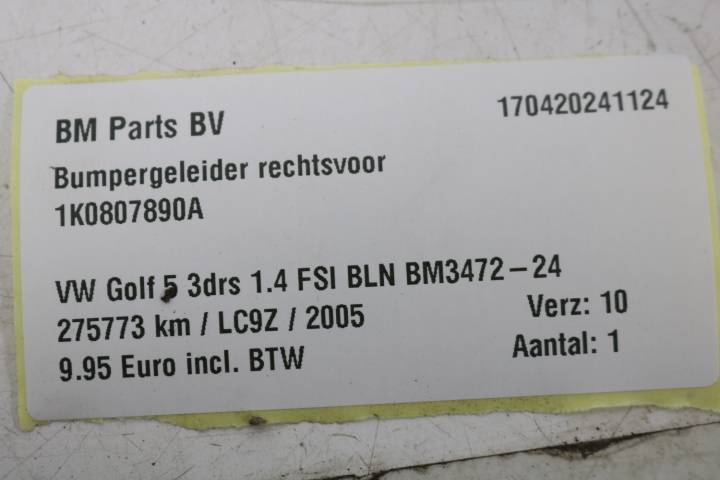 BM Parts BV 170420241124
Bumpergeleider rechtsvoor
1K0807890A
VW Golf 5 3drs 1.4 FSI BLN BM3472-24
275773 km / LC9Z / 2005 Verz: 10
9.95 Euro incl. BTW Aantal: 1